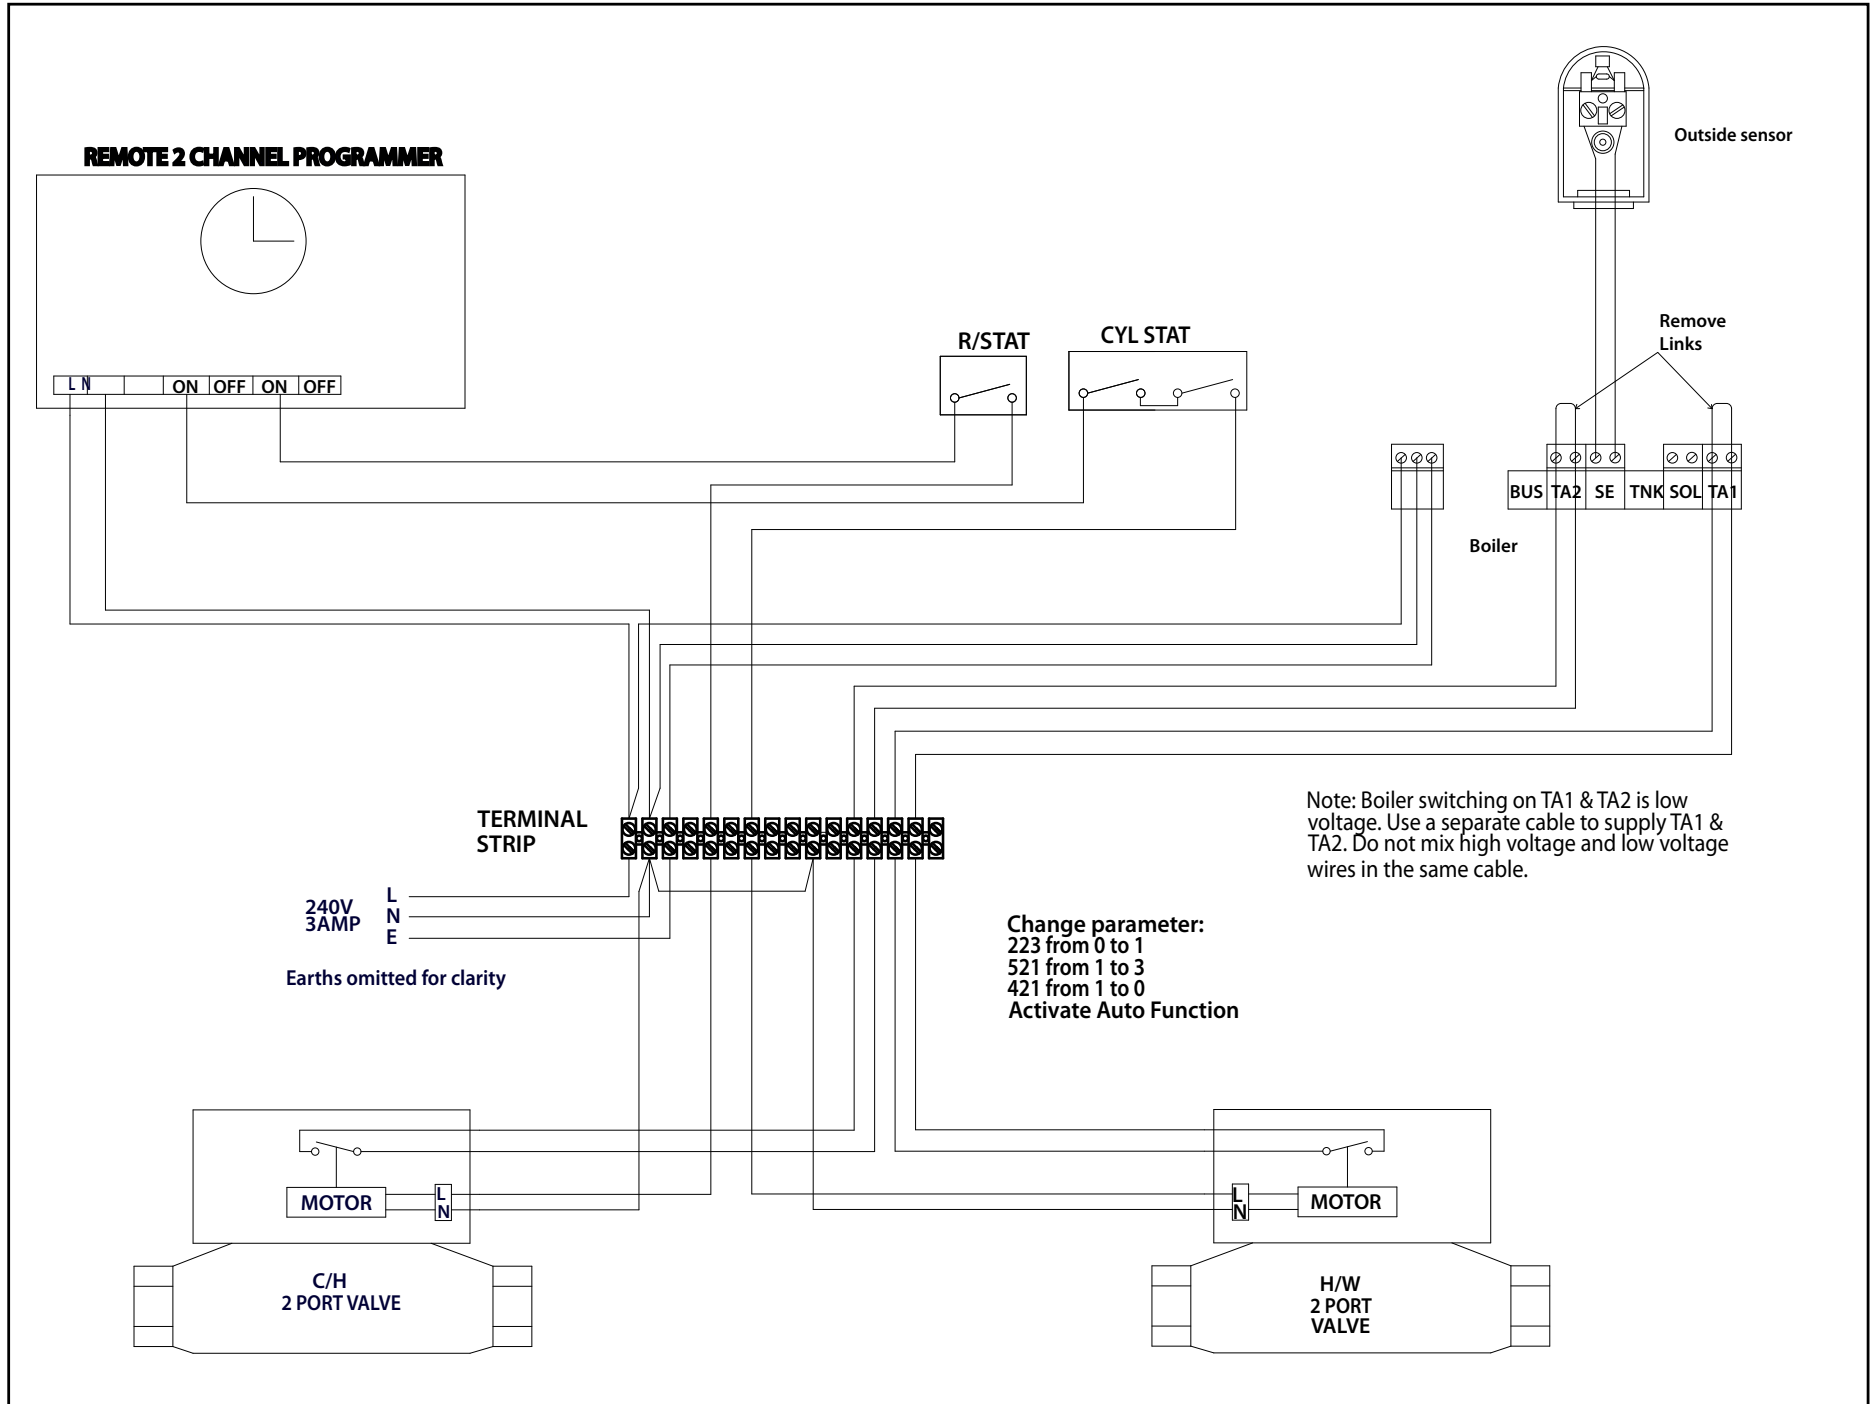 REMOTE 2 CHANNEL PROGRAMMER
L N ON OFF ON OFF
R/STAT
CYL STAT
Outside sensor
Remove
Links
BUS TA2 SE TNK SOL TA1
Boiler
TERMINAL
STRIP
240V
3AMP
L
N
E
Earths omitted for clarity
Note: Boiler switching on TA1 & TA2 is low
voltage. Use a separate cable to supply TA1 &
TA2. Do not mix high voltage and low voltage
wires in the same cable.
Change parameter:
223 from 0 to 1
521 from 1 to 3
421 from 1 to 0
Activate Auto Function
MOTOR
L
N
C/H
2 PORT VALVE
L
N
MOTOR
H/W
2 PORT
VALVE